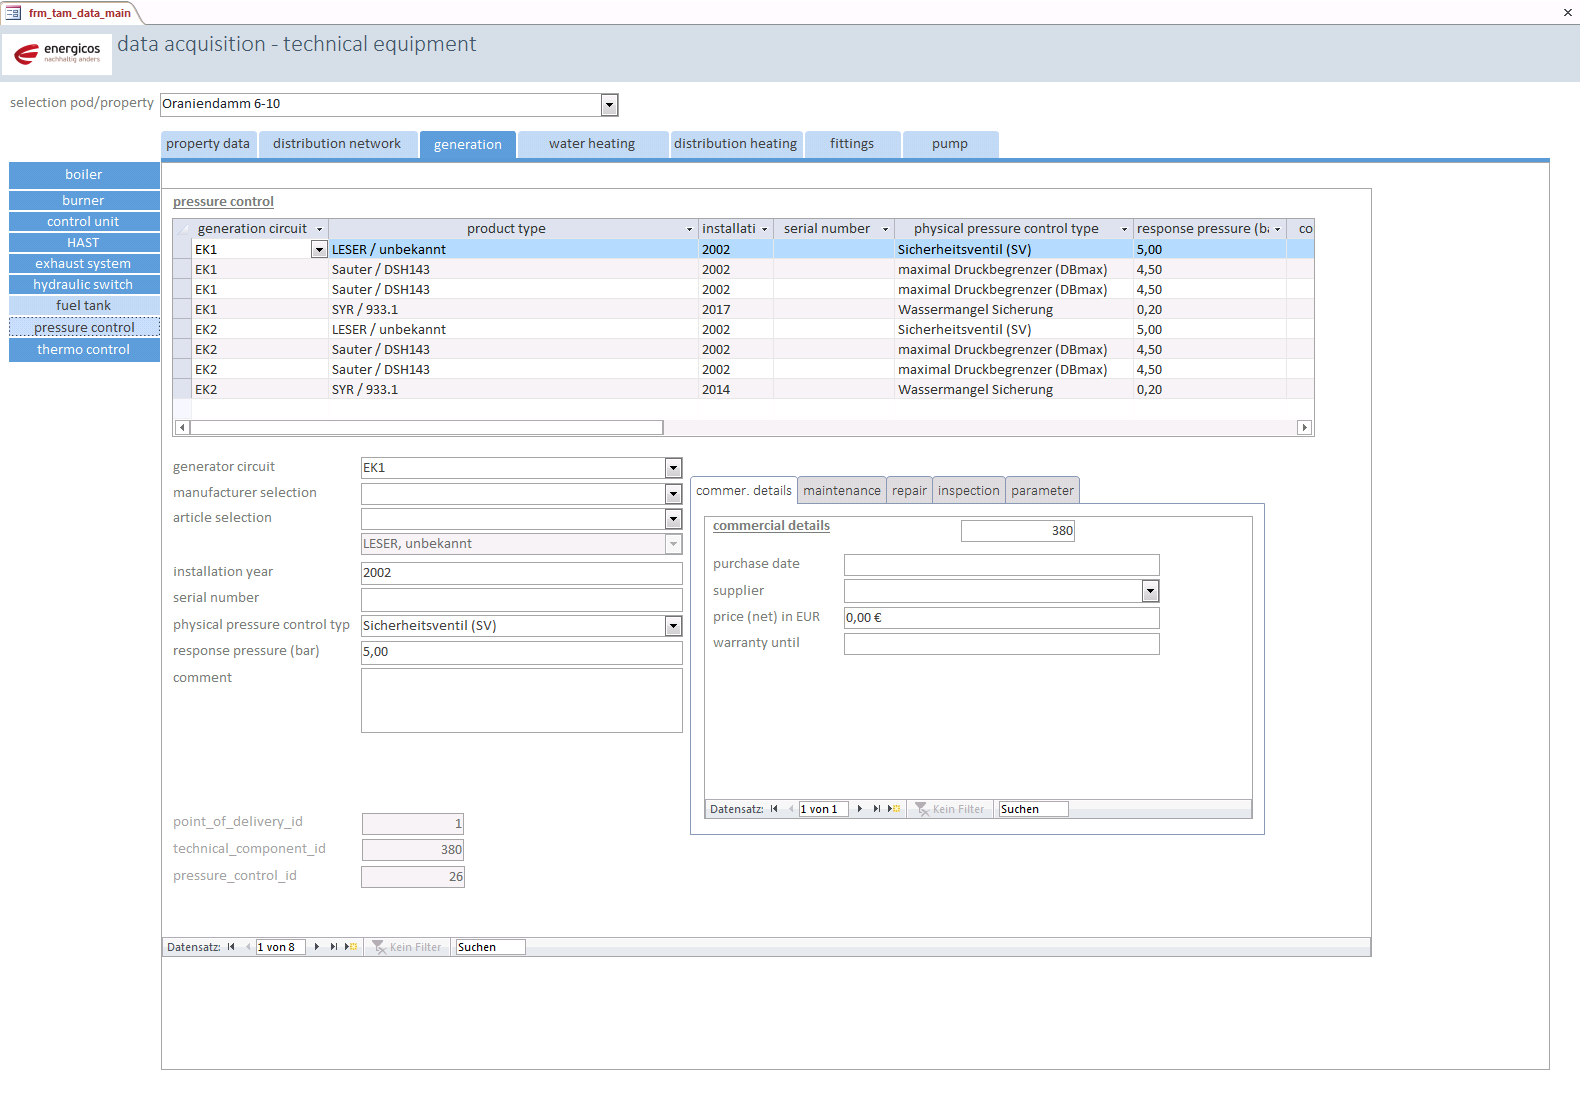 frm_tam_data_main
energicos
nachhaltig anders
data acquisition - technical equipment
selection pod/property Oraniendamm 6-10
property data distribution network generation water heating distribution heating fittings pump
boiler
burner
control unit
HAST
exhaust system
hydraulic switch
fuel tank
pressure control
thermo control
pressure control
generation circuit product type installati serial number physical pressure control type response pressure (ba co
EK1 LESER / unbekannt 2002 Sicherheitsventil (SV) 5,00
EK1 Sauter / DSH143 2002 maximal Druckbegrenzer (DBmax) 4,50
EK1 Sauter / DSH143 2002 maximal Druckbegrenzer (DBmax) 4,50
EK1 SYR / 933.1 2017 Wassermangel Sicherung 0,20
EK2 LESER / unbekannt 2002 Sicherheitsventil (SV) 5,00
EK2 Sauter / DSH143 2002 maximal Druckbegrenzer (DBmax) 4,50
EK2 Sauter / DSH143 2002 maximal Druckbegrenzer (DBmax) 4,50
EK2 SYR / 933.1 2014 Wassermangel Sicherung 0,20
generator circuit EK1
manufacturer selection
article selection
LESER, unbekannt
installation year 2002
serial number
physical pressure control typ Sicherheitsventil (SV)
response pressure (bar) 5,00
comment
point_of_delivery_id 1
technical_component_id 380
pressure_control_id 26
commer. details maintenance repair inspection parameter
commercial details 380
purchase date
supplier
price (net) in EUR 0,00 €
warranty until
Datensatz: 1 von 1 Kein Filter Suchen
Datensatz: 1 von 8 Kein Filter Suchen